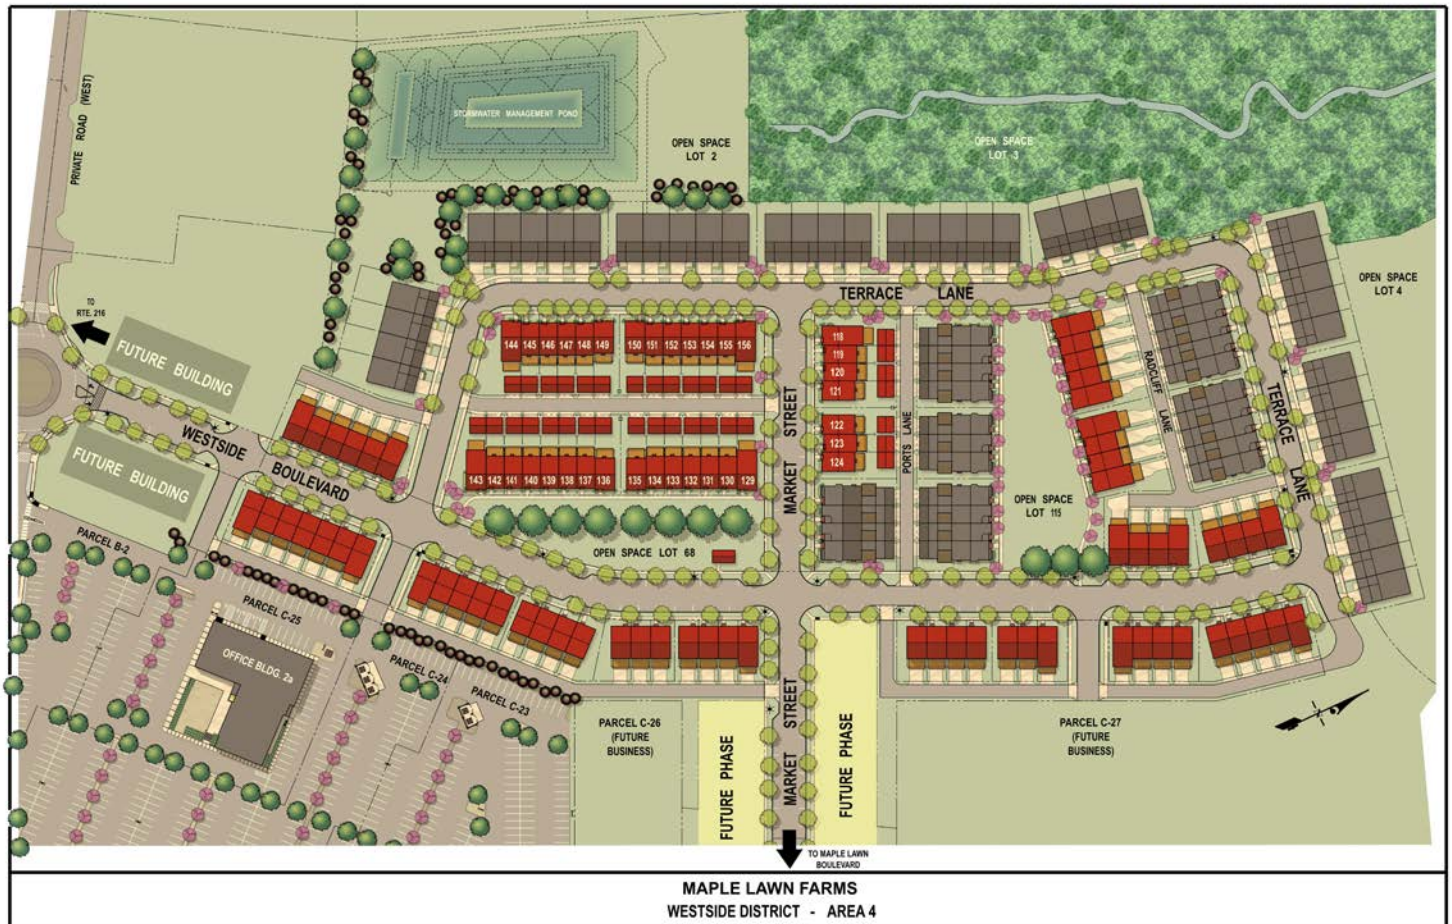 PRIVATE ROAD (WEST)
STORMWATER MANAGEMENT POND
OPEN SPACE
LOT 2
OPEN SPACE
LOT 3
OPEN SPACE
LOT 4
TO
RTE. 216
TERRACE LANE
FUTURE BUILDING
FUTURE BUILDING
WESTSIDE BOULEVARD
144 145 146 147 148 149
150 151 152 153 154 155 156
118
119
120
121
122
123
124
MARKET STREET
PORTS LANE
RADCLIFF LANE
TERRACE LANE
143 142 141 140 139 138 137 136
135 134 133 132 131 130 129
OPEN SPACE
LOT 115
OPEN SPACE LOT 68
PARCEL B-2
PARCEL C-25
OFFICE BLDG. 2a
PARCEL C-24
PARCEL C-23
PARCEL C-26
(FUTURE
BUSINESS)
FUTURE PHASE
MARKET STREET
FUTURE PHASE
PARCEL C-27
(FUTURE
BUSINESS)
TO MAPLE LAWN
BOULEVARD
MAPLE LAWN FARMS
WESTSIDE DISTRICT - AREA 4